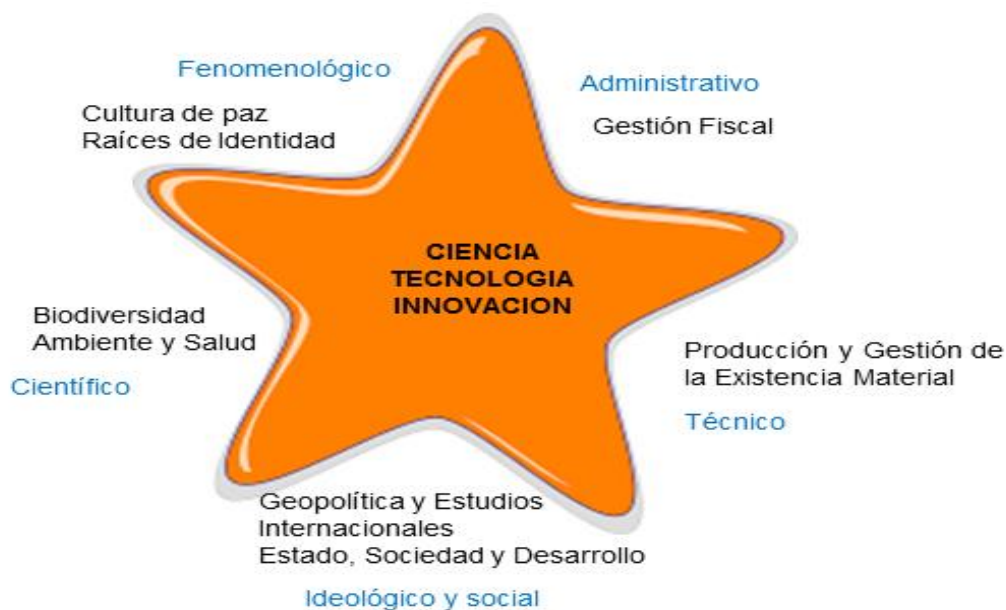 Fenomenológico
Administrativo
Cultura de paz
Raíces de Identidad
Gestión Fiscal
CIENCIA
TECNOLOGIA
INNOVACION
Biodiversidad
Ambiente y Salud
Científico
Producción y Gestión de
la Existencia Material
Técnico
Geopolítica y Estudios
Internacionales
Estado, Sociedad y Desarrollo
Ideológico y social